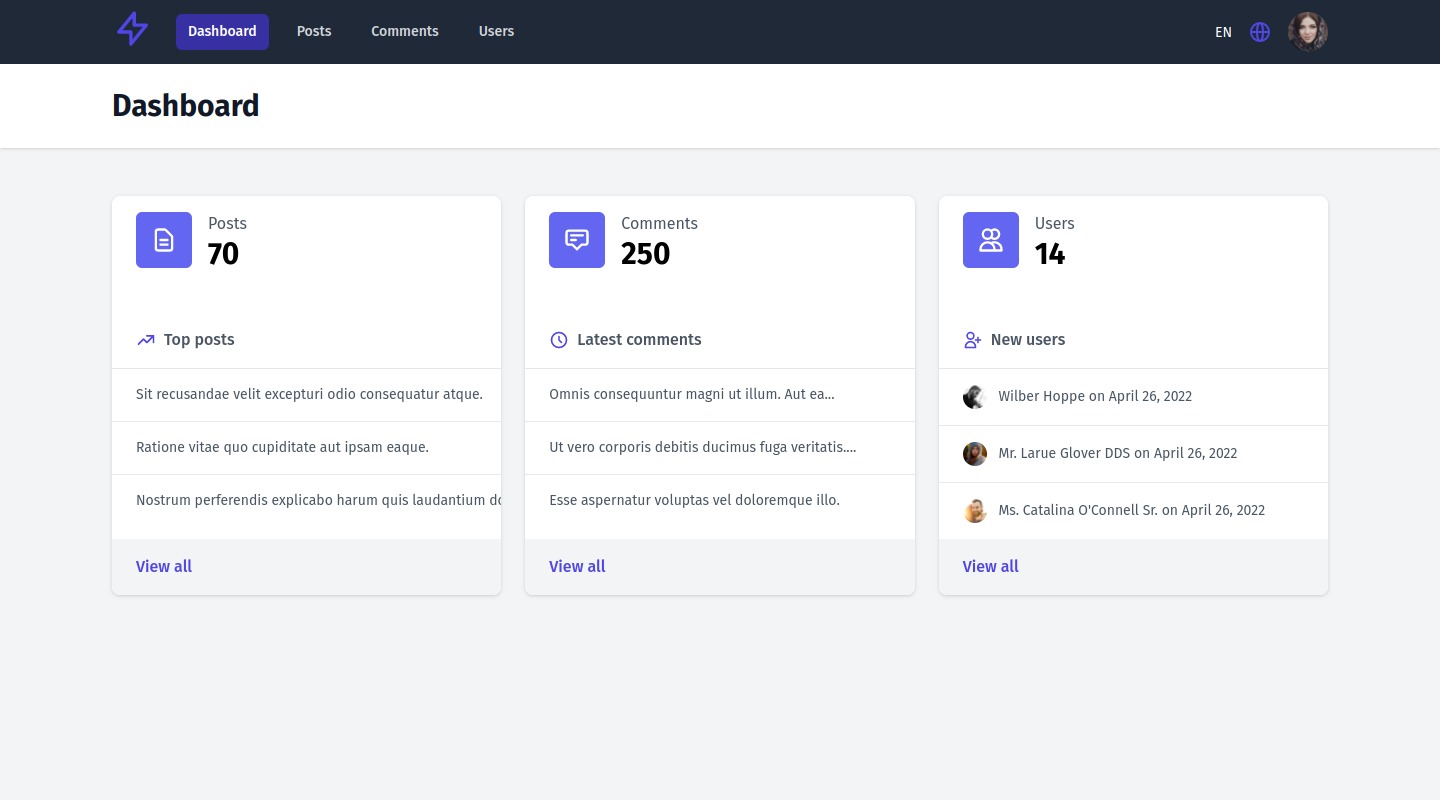 Dashboard
Posts
Comments
Users
EN
Dashboard
Posts
70
Top posts
Sit recusandae velit excepturi odio consequatur atque.
Ratione vitae quo cupiditate aut ipsam eaque.
Nostrum perferendis explicabo harum quis laudantium do
View all
Comments
250
Latest comments
Omnis consequuntur magni ut illum. Aut ea...
Ut vero corporis debitis ducimus fuga veritatis....
Esse aspernatur voluptas vel doloremque illo.
View all
Users
14
New users
Wilber Hoppe on April 26, 2022
Mr. Larue Glover DDS on April 26, 2022
Ms. Catalina O'Connell Sr. on April 26, 2022
View all